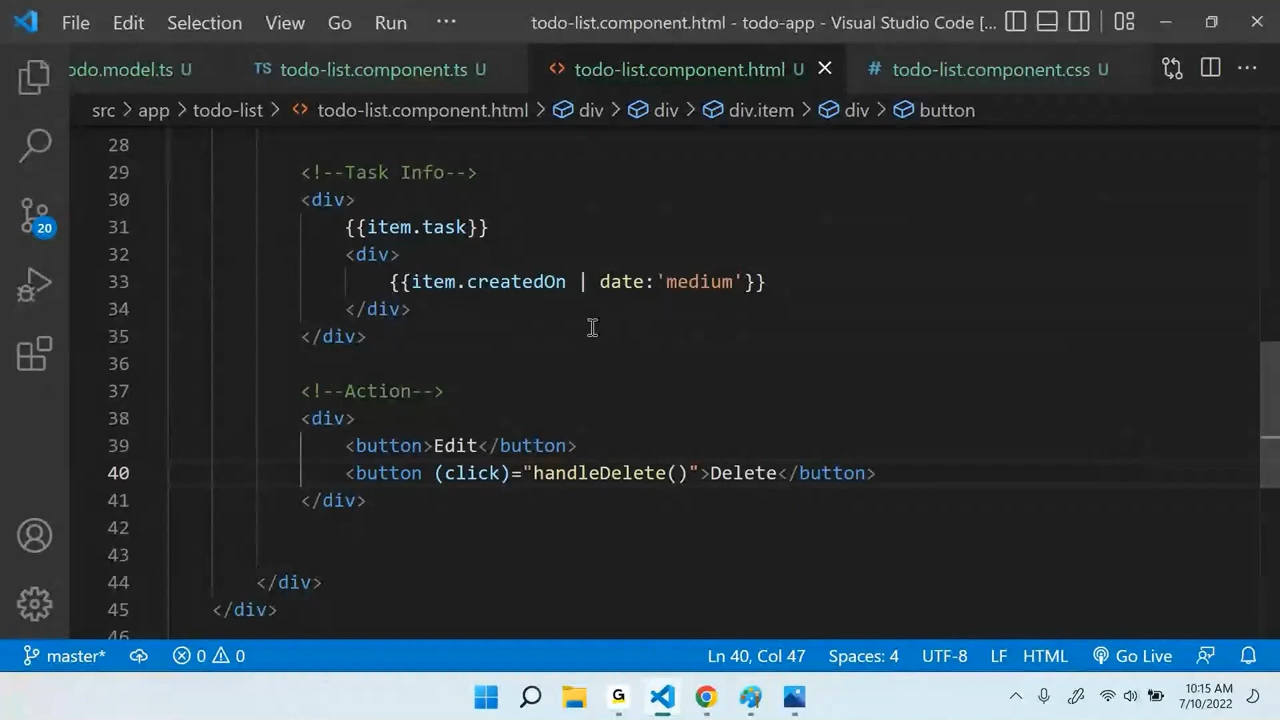 File Edit Selection View Go Run ··· todo-list.component.html - todo-app - Visual Studio Code [...
odo.model.ts U TS todo-list.component.ts U <> todo-list.component.html U # todo-list.component.css U ···
src > app > todo-list > <> todo-list.component.html > div > div > div.item > div > button
28
29 <!--Task Info-->
30 <div>
31 {{item.task}}
32 <div>
33 {{item.createdOn | date:'medium'}}
34 </div>
35 </div>
36
37 <!--Action-->
38 <div>
39 <button>Edit</button>
40 <button (click)="handleDelete()">Delete</button>
41 </div>
42
43
44 </div>
45 </div>
46
20
master* 0 0 Ln 40, Col 47 Spaces: 4 UTF-8 LF HTML Go Live
G
10:15 AM
7/10/2022